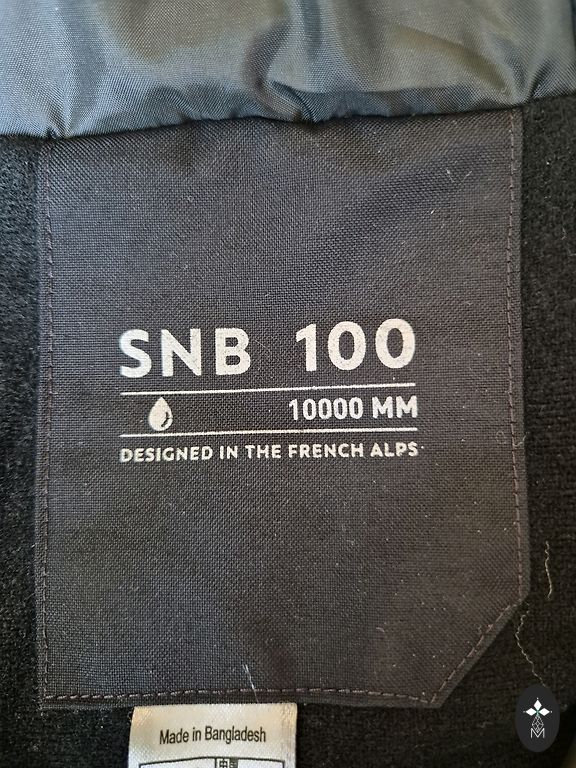 SNB 100
10000 MM
DESIGNED IN THE FRENCH ALPS
Made in Bangladesh